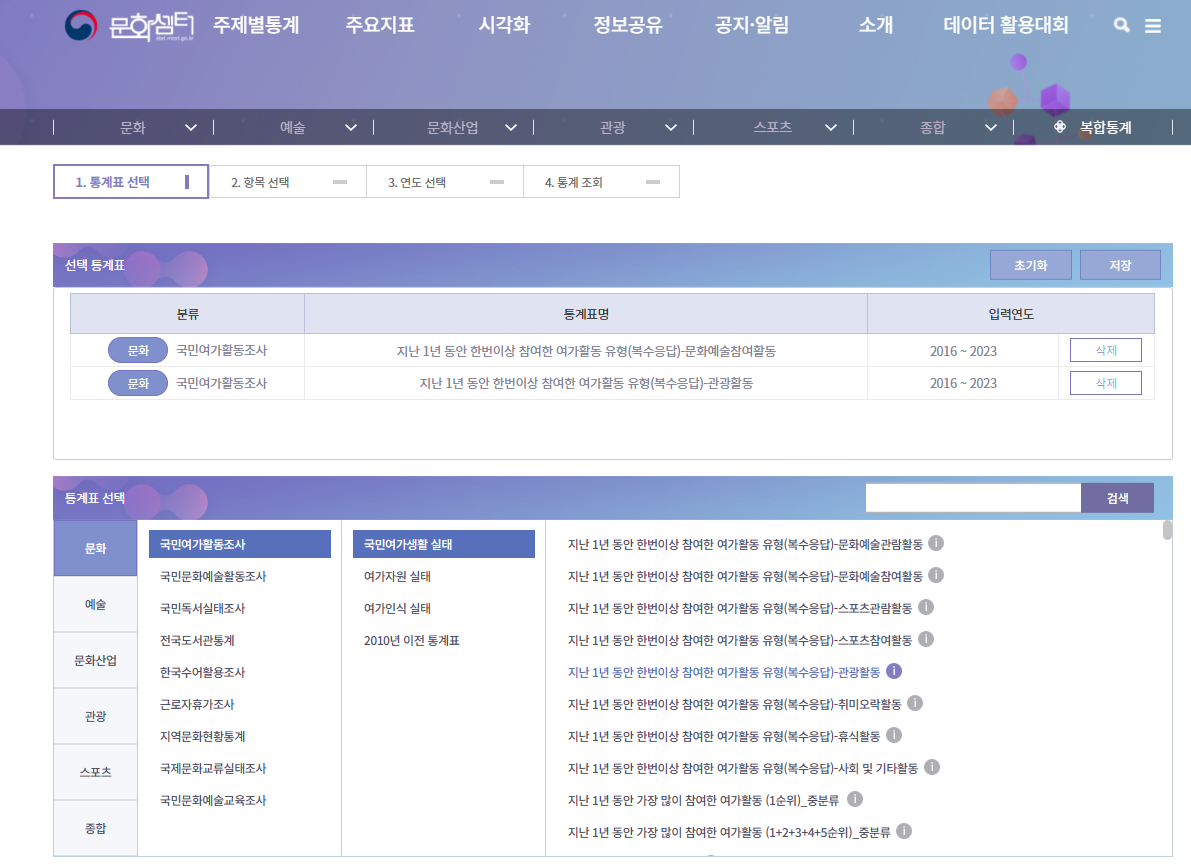 문화셈터 주제별통계 주요지표 시각화 정보공유 공지·알림 소개 데이터 활용대회
stat.mcst.go.kr
문화 예술 문화산업 관광 스포츠 종합 복합통계
1. 통계표 선택 2. 항목 선택 3. 연도 선택 4. 통계 조회
선택 통계표 초기화 저장
분류 통계표명 입력연도
문화 국민여가활동조사 지난 1년 동안 한번이상 참여한 여가활동 유형(복수응답)-문화예술참여활동 2016 ~ 2023 삭제
문화 국민여가활동조사 지난 1년 동안 한번이상 참여한 여가활동 유형(복수응답)-관광활동 2016 ~ 2023 삭제
통계표 선택 검색
문화
예술
문화산업
관광
스포츠
종합
국민여가활동조사
국민문화예술활동조사
국민독서실태조사
전국도서관통계
한국수어활용조사
근로자휴가조사
지역문화현황통계
국제문화교류실태조사
국민문화예술교육조사
국민여가생활 실태
여가자원 실태
여가인식 실태
2010년 이전 통계표
지난 1년 동안 한번이상 참여한 여가활동 유형(복수응답)-문화예술관람활동
지난 1년 동안 한번이상 참여한 여가활동 유형(복수응답)-문화예술참여활동
지난 1년 동안 한번이상 참여한 여가활동 유형(복수응답)-스포츠관람활동
지난 1년 동안 한번이상 참여한 여가활동 유형(복수응답)-스포츠참여활동
지난 1년 동안 한번이상 참여한 여가활동 유형(복수응답)-관광활동
지난 1년 동안 한번이상 참여한 여가활동 유형(복수응답)-취미오락활동
지난 1년 동안 한번이상 참여한 여가활동 유형(복수응답)-휴식활동
지난 1년 동안 한번이상 참여한 여가활동 유형(복수응답)-사회 및 기타활동
지난 1년 동안 가장 많이 참여한 여가활동 (1순위)_중분류
지난 1년 동안 가장 많이 참여한 여가활동 (1+2+3+4+5순위)_중분류